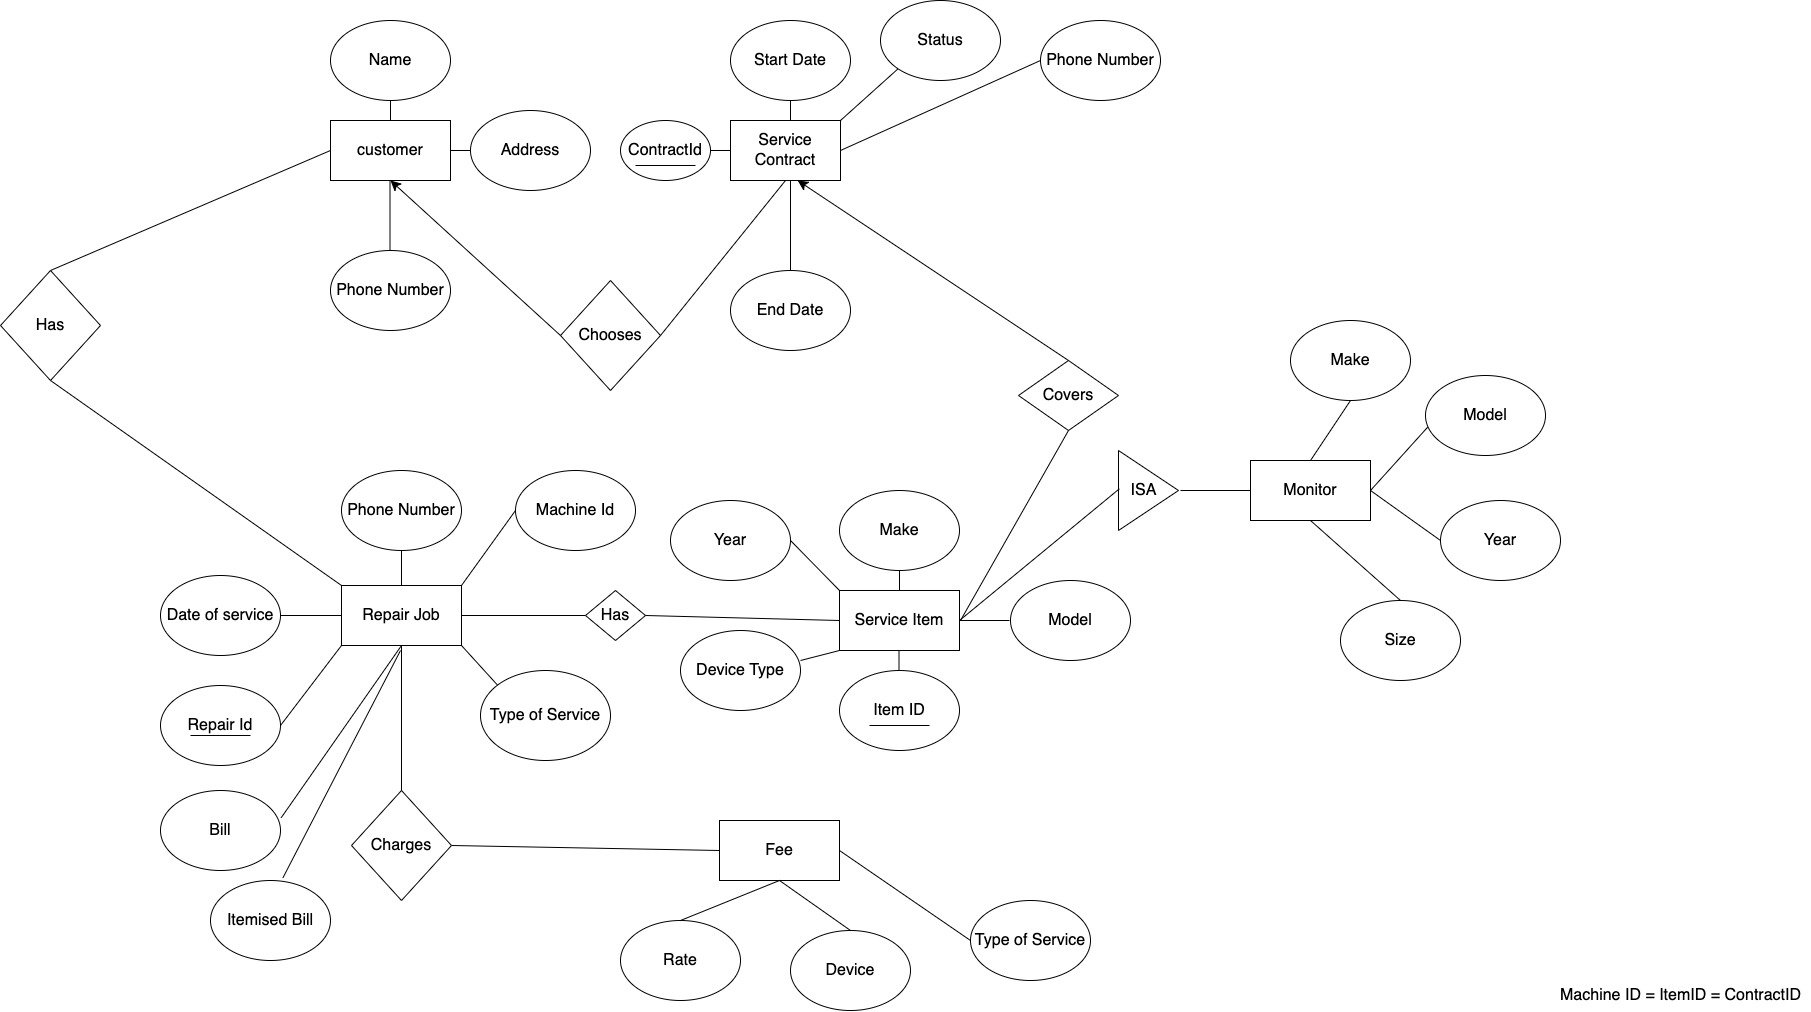 Name
Start Date
Status
Phone Number
customer
Address
ContractId
Service
Contract
Phone Number
Has
Chooses
End Date
Covers
Make
Model
Monitor
ISA
Year
Size
Phone Number
Machine Id
Year
Make
Date of service
Repair Job
Has
Service Item
Model
Device Type
Item ID
Repair Id
Type of Service
Bill
Charges
Fee
Itemised Bill
Rate
Device
Type of Service
Machine ID = ItemID = ContractID